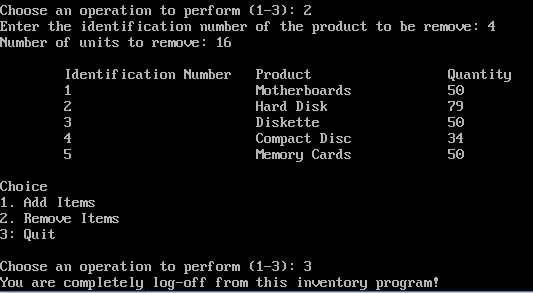 Choose an operation to perform (1-3): 2
Enter the identification number of the product to be remove: 4
Number of units to remove: 16
Identification Number Product Quantity
1 Motherboards 50
2 Hard Disk 79
3 Diskette 50
4 Compact Disc 34
5 Memory Cards 50
Choice
1. Add Items
2. Remove Items
3: Quit
Choose an operation to perform (1-3): 3
You are completely log-off from this inventory program!